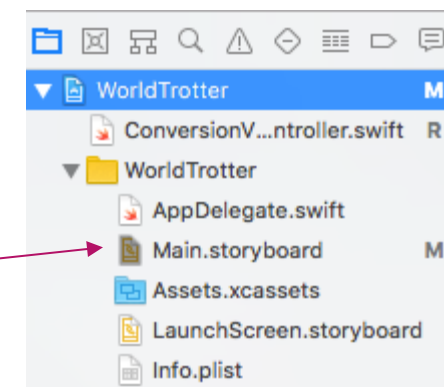 WorldTrotter M
ConversionV...ntroller.swift R
WorldTrotter
AppDelegate.swift
Main.storyboard M
Assets.xcassets
LaunchScreen.storyboard
Info.plist